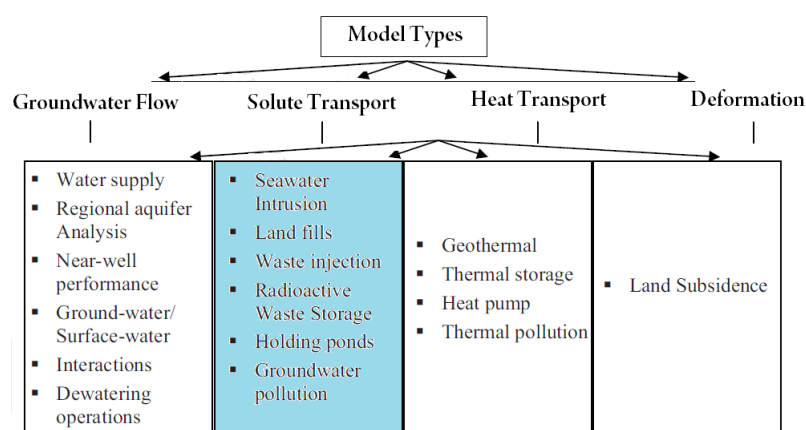 Model Types
Groundwater Flow
Solute Transport
Heat Transport
Deformation
▪ Water supply
▪ Regional aquifer
Analysis
▪ Near-well
performance
▪ Ground-water/
Surface-water
▪ Interactions
▪ Dewatering
operations
▪ Seawater
Intrusion
▪ Land fills
▪ Waste injection
▪ Radioactive
Waste Storage
▪ Holding ponds
▪ Groundwater
pollution
▪ Geothermal
▪ Thermal storage
▪ Heat pump
▪ Thermal pollution
▪ Land Subsidence